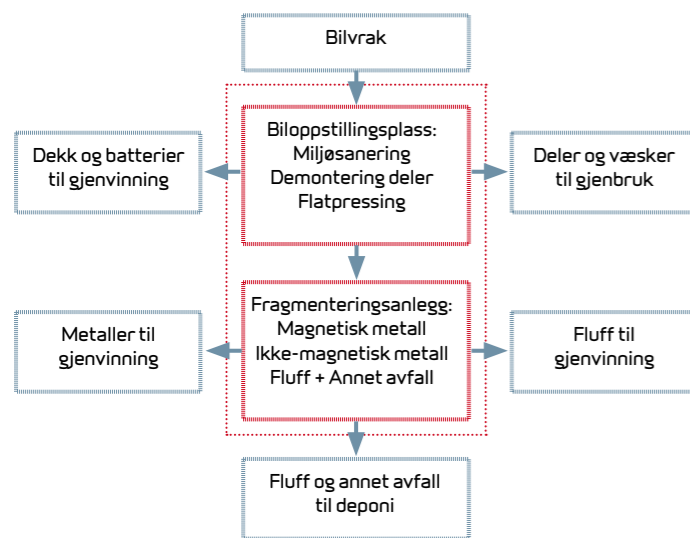 Bilvrak
Biloppstillingsplass:
Miljøsanering
Demontering deler
Flatpressing
Dekk og batterier
til gjenvinning
Deler og væsker
til gjenbruk
Fragmenteringsanlegg:
Magnetisk metall
Ikke-magnetisk metall
Fluff + Annet avfall
Metaller til
gjenvinning
Fluff til
gjenvinning
Fluff og annet avfall
til deponi